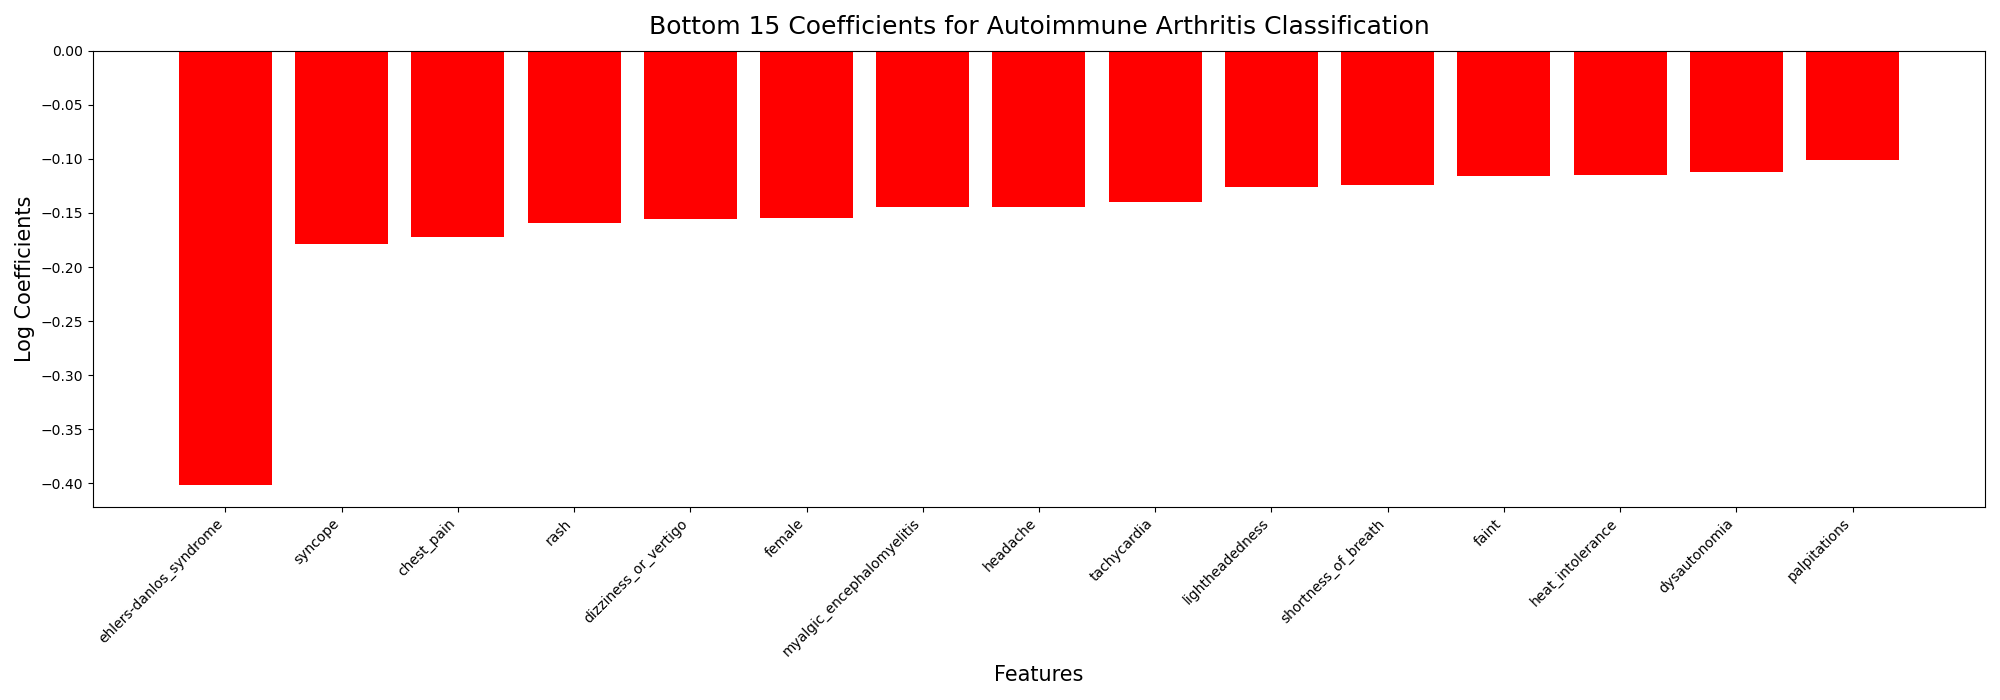 Bottom 15 Coefficients for Autoimmune Arthritis Classification
Log Coefficients
0.00
−0.05
−0.10
−0.15
−0.20
−0.25
−0.30
−0.35
−0.40
ehlers-danlos_syndrome
syncope
chest_pain
rash
dizziness_or_vertigo
female
myalgic_encephalomyelitis
headache
tachycardia
lightheadedness
shortness_of_breath
faint
heat_intolerance
dysautonomia
palpitations
Features